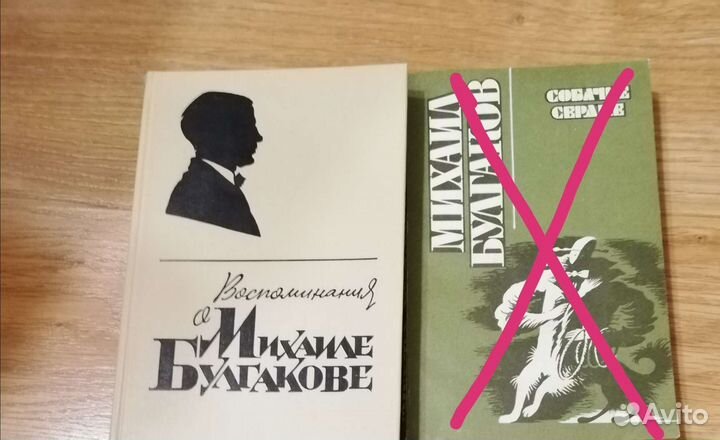 Воспоминания
о
Михаиле
Булгакове
МИХАИЛ
БУЛГАКОВ
СОБАЧЬЕ
СЕРДЦЕ
Avito